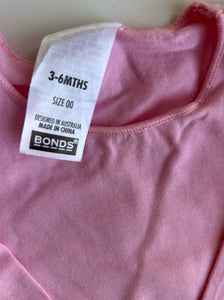 3-6MTHS
SIZE 00
DESIGNED IN AUSTRALIA
MADE IN CHINA
BONDS